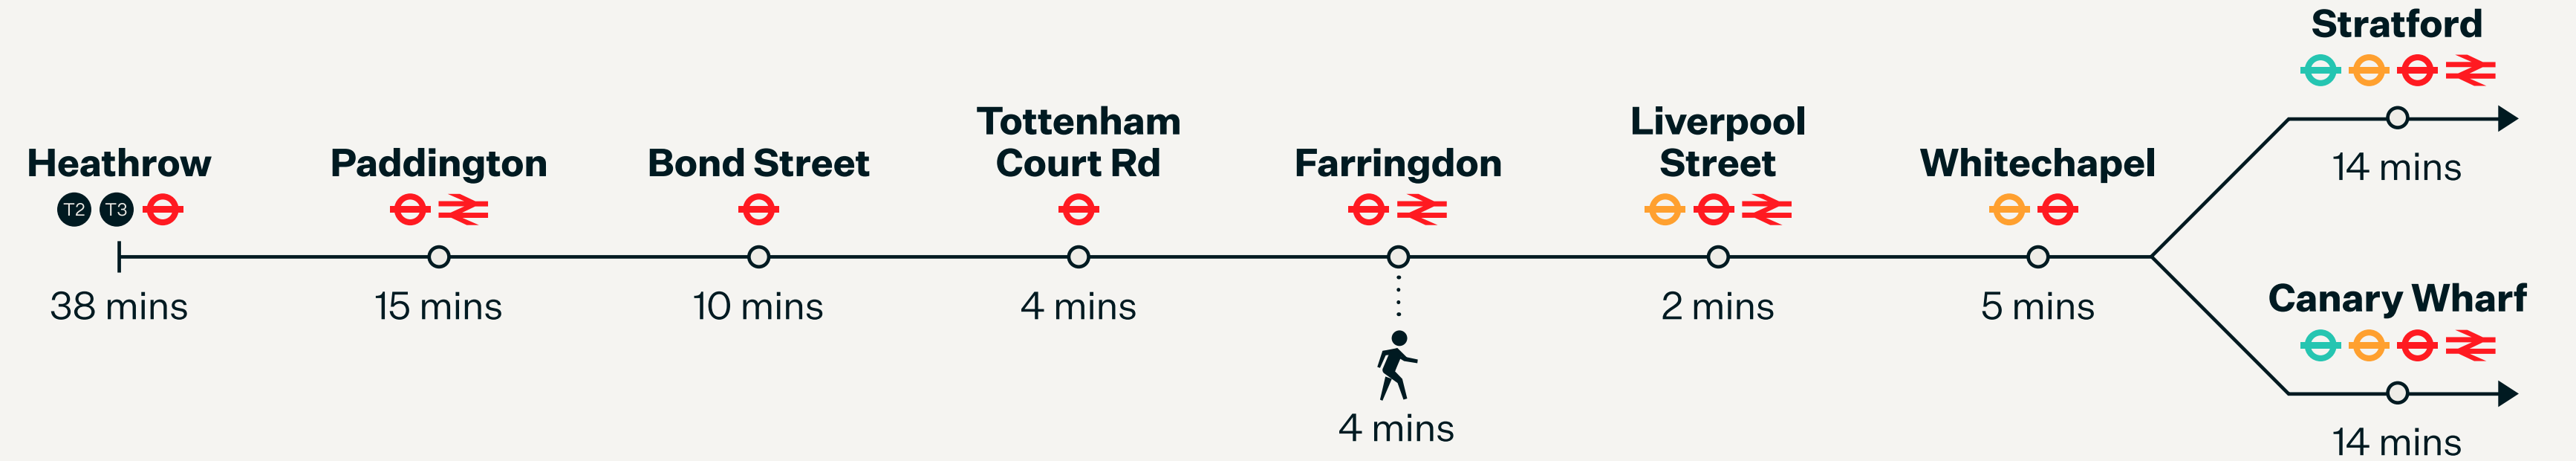 Heathrow
T2 T3
38 mins
Paddington
15 mins
Bond Street
10 mins
Tottenham
Court Rd
4 mins
Farringdon
4 mins
Liverpool
Street
2 mins
Whitechapel
5 mins
Stratford
14 mins
Canary Wharf
14 mins